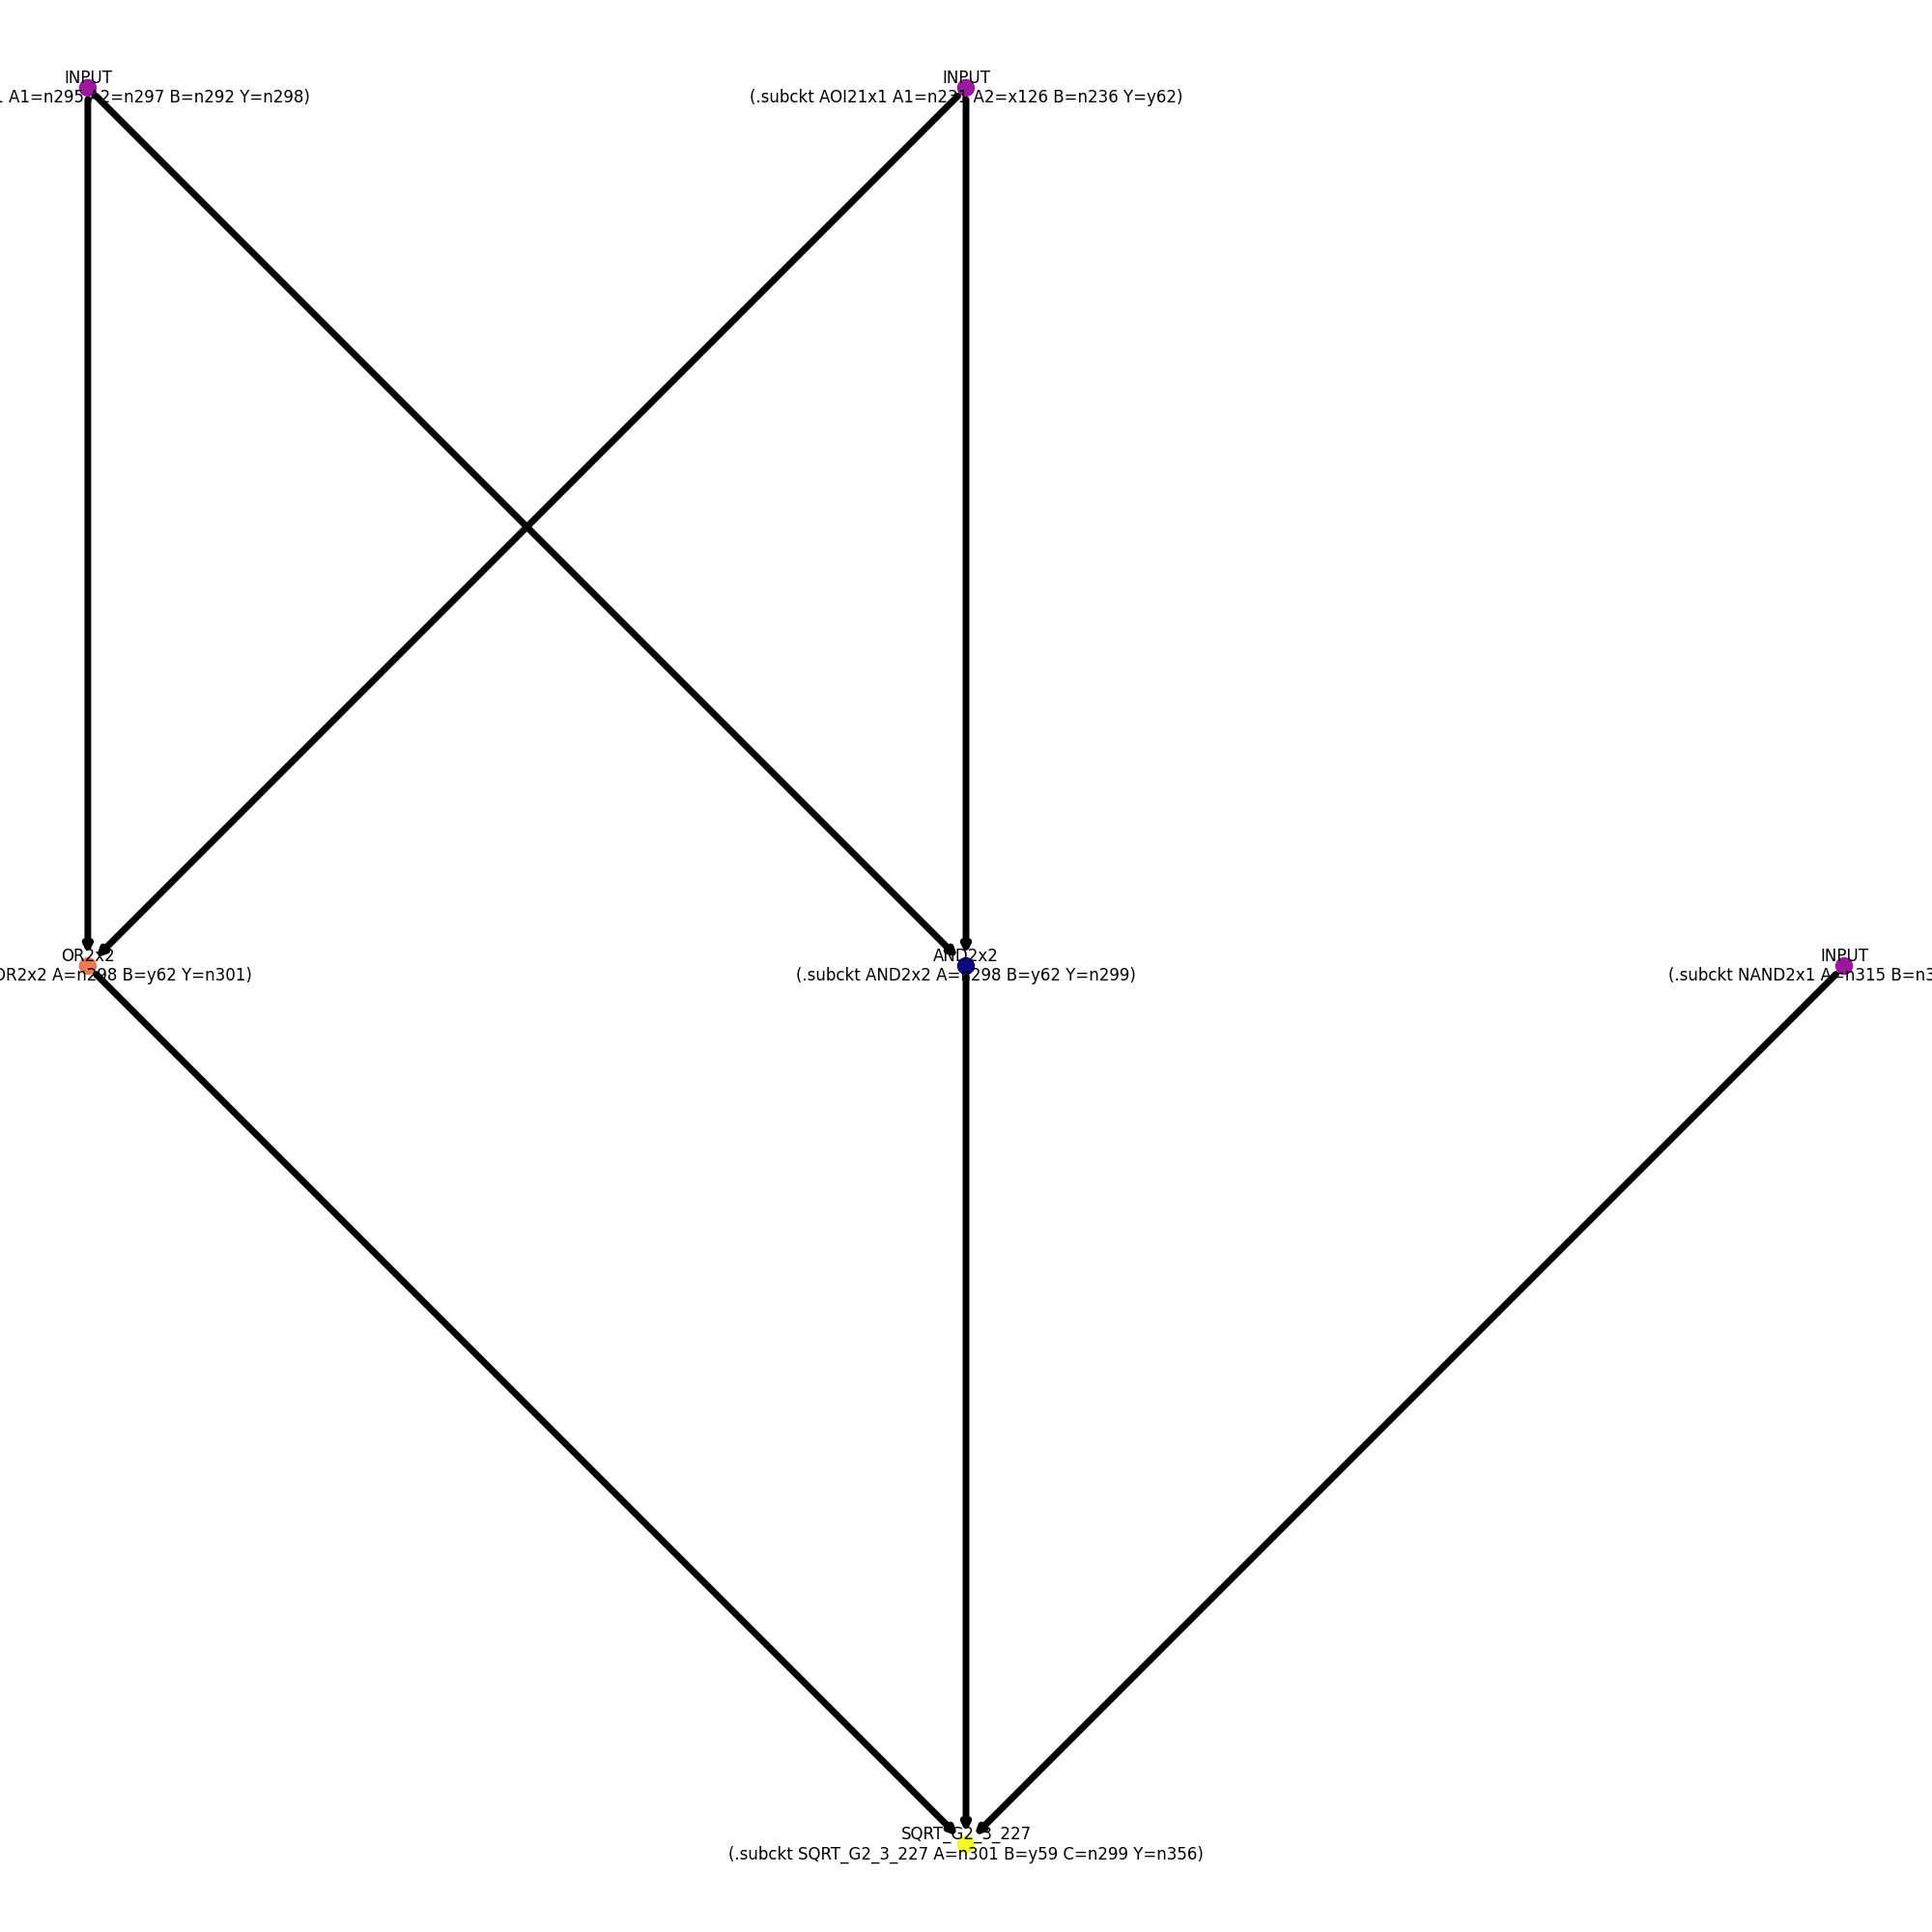 INPUT
A1=n295 A2=n297 B=n292 Y=n298)
INPUT
(.subckt AOI21x1 A1=n231 A2=x126 B=n236 Y=y62)
OR2x2
OR2x2 A=n298 B=y62 Y=n301)
AND2x2
(.subckt AND2x2 A=n298 B=y62 Y=n299)
INPUT
(.subckt NAND2x1 A=n315 B=n3
SQRT_G2_3_227
(.subckt SQRT_G2_3_227 A=n301 B=y59 C=n299 Y=n356)